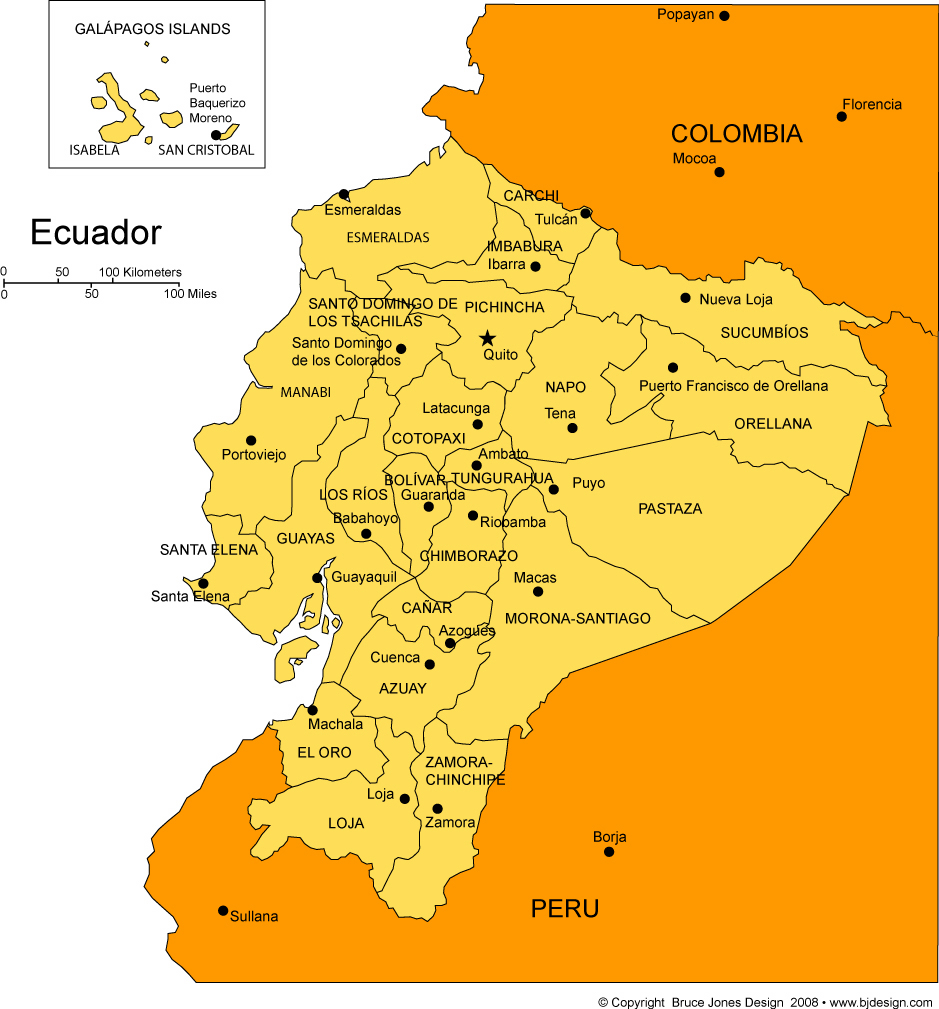 GALÁPAGOS ISLANDS
Puerto
Baquerizo
Moreno
ISABELA
SAN CRISTOBAL
Popayan
Florencia
COLOMBIA
Mocoa
Ecuador
0 50 100 Kilometers
0 50 100 Miles
CARCHI
Tulcán
Esmeraldas
ESMERALDAS
IMBABURA
Ibarra
Nueva Loja
SUCUMBÍOS
SANTO DOMINGO DE
LOS TSACHILAS
PICHINCHA
Santo Domingo
de los Colorados
Quito
MANABI
NAPO
Puerto Francisco de Orellana
Latacunga
Tena
ORELLANA
COTOPAXI
Portoviejo
Ambato
BOLÍVAR
TUNGURAHUA
Puyo
LOS RÍOS
Guaranda
PASTAZA
Babahoyo
Riobamba
GUAYAS
SANTA ELENA
CHIMBORAZO
Guayaquil
Macas
Santa Elena
CAÑAR
MORONA-SANTIAGO
Azogues
Cuenca
AZUAY
Machala
EL ORO
ZAMORA-
CHINCHIPE
Loja
LOJA
Zamora
Borja
PERU
Sullana
© Copyright Bruce Jones Design 2008 • www.bjdesign.com